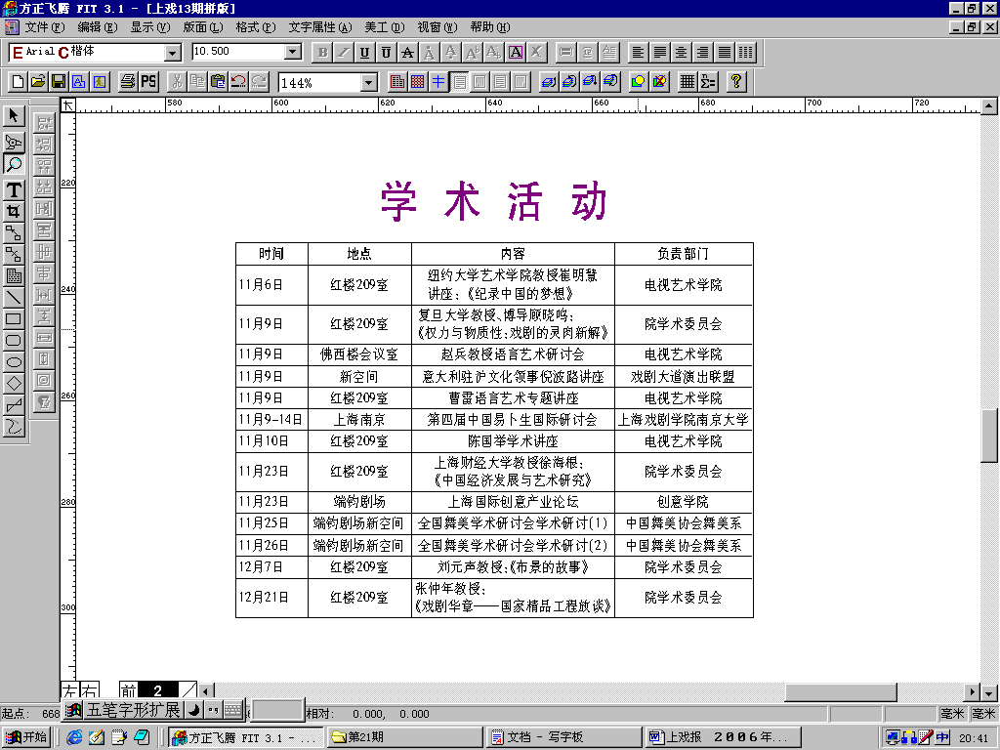 方正飞腾 FIT 3.1 - [上戏13期拼版]
文件(F) 编辑(E) 显示(V) 版面(L) 格式(F) 文字属性(A) 美工(D) 视窗(W) 帮助(H)
E Arial C 楷体 10.500 B
PS 144%
580 600 620 640 660 680 700 720
220
240
260
280
300
学术活动
时间 地点 内容 负责部门
11月6日 红楼209室 纽约大学艺术学院教授崔明慧 电视艺术学院
讲座:《纪录中国的梦想》
11月9日 红楼209室 复旦大学教授、博导顾晓鸣: 院学术委员会
《权力与物质性:戏剧的灵肉新解》
11月9日 佛西楼会议室 赵兵教授语言艺术研讨会 电视艺术学院
11月9日 新空间 意大利驻沪文化领事倪波路讲座 戏剧大道演出联盟
11月9日 红楼209室 曹雷语言艺术专题讲座 电视艺术学院
11月9-14日 上海南京 第四届中国易卜生国际研讨会 上海戏剧学院南京大学
11月10日 红楼209室 陈国举学术讲座 电视艺术学院
11月23日 红楼209室 上海财经大学教授徐海根: 院学术委员会
《中国经济发展与艺术研究》
11月23日 端钧剧场 上海国际创意产业论坛 创意学院
11月25日 端钧剧场新空间 全国舞美学术研讨会学术研讨(1) 中国舞美协会舞美系
11月26日 端钧剧场新空间 全国舞美学术研讨会学术研讨(2) 中国舞美协会舞美系
12月7日 红楼209室 刘元声教授:《布景的故事》 院学术委员会
12月21日 红楼209室 张仲年教授: 院学术委员会
《戏剧华章——国家精品工程放谈》
左 右 前 2
起点: 668 五笔字形扩展 相对: 0.000, 0.000 毫米 毫米
开始 方正飞腾 FIT 3.1 - ... 第21期 文档 - 写字板 上戏报 2006年... 中 20:41